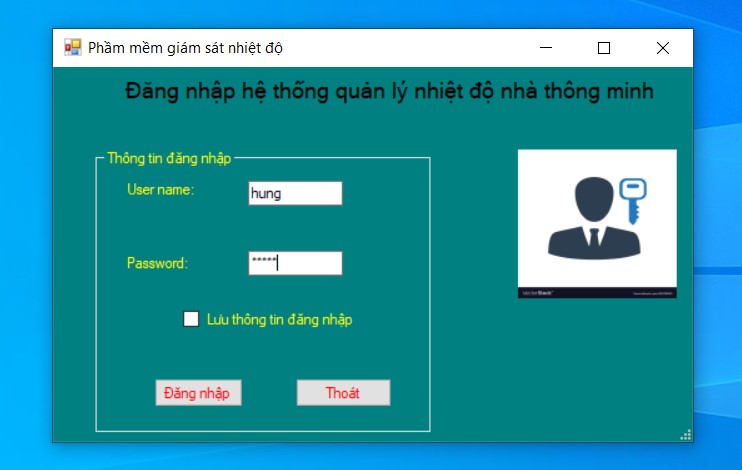 Phầm mềm giám sát nhiệt độ
Đăng nhập hệ thống quản lý nhiệt độ nhà thông minh
Thông tin đăng nhập
User name:
hung
Password:
*****
Lưu thông tin đăng nhập
Đăng nhập
Thoát
VectorStock